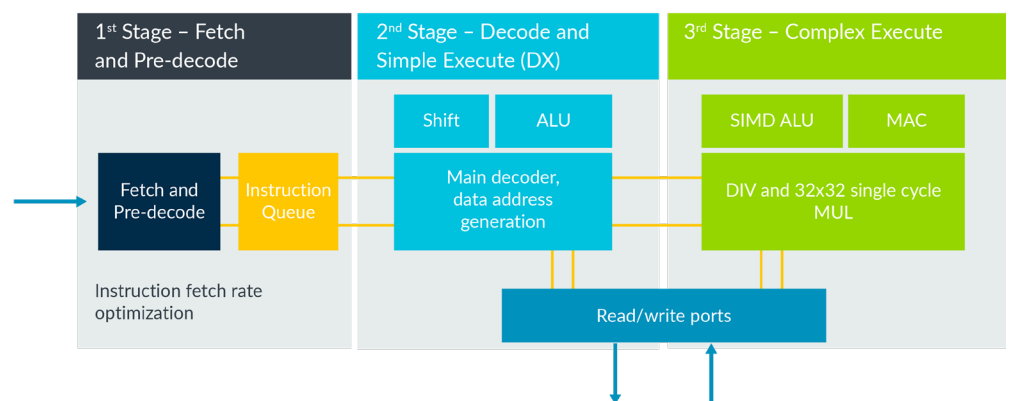 1st Stage – Fetch
and Pre-decode
2nd Stage – Decode and
Simple Execute (DX)
3rd Stage – Complex Execute
Shift
ALU
SIMD ALU
MAC
Fetch and
Pre-decode
Instruction
Queue
Main decoder,
data address
generation
DIV and 32x32 single cycle
MUL
Instruction fetch rate
optimization
Read/write ports